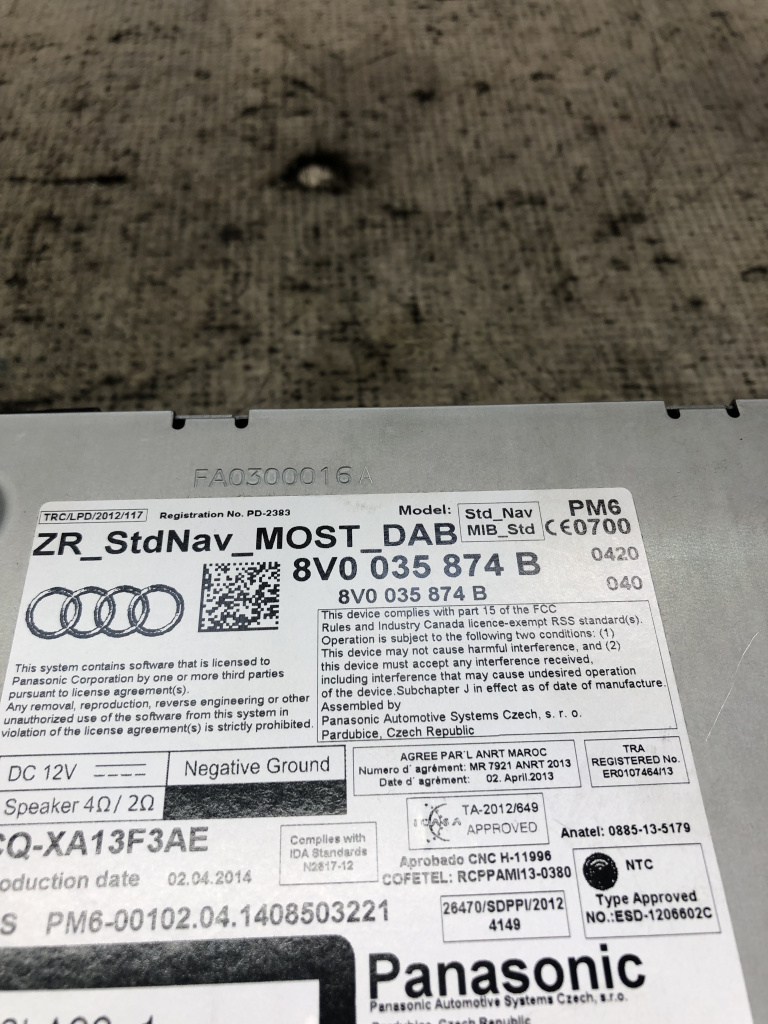 FA0300016A
TRC/LPD/2012/117 Registration No. PD-2383 Model: Std_Nav PM6
MIB_Std CE0700
ZR_StdNav_MOST_DAB
8V0 035 874 B 0420
8V0 035 874 B 040
This device complies with part 15 of the FCC
Rules and Industry Canada licence-exempt RSS standard(s).
Operation is subject to the following two conditions: (1)
This device may not cause harmful interference, and (2)
this device must accept any interference received,
including interference that may cause undesired operation
of the device.Subchapter J in effect as of date of manufacture.
Assembled by
Panasonic Automotive Systems Czech, s. r. o.
Pardubice, Czech Republic
This system contains software that is licensed to
Panasonic Corporation by one or more third parties
pursuant to license agreement(s).
Any removal, reproduction, reverse engineering or other
unauthorized use of the software from this system in
violation of the license agreement(s) is strictly prohibited.
DC 12V Negative Ground
Speaker 4Ω / 2Ω
AGREE PAR'L ANRT MAROC
Numero d' agrèment: MR 7921 ANRT 2013
Date d' agrèment: 02. April.2013
TRA
REGISTERED No.
ER0107464/13
ICASA TA-2012/649
APPROVED
Anatel: 0885-13-5179
CQ-XA13F3AE
Complies with
IDA Standards
N2817-12
Aprobado CNC H-11996
COFETEL: RCPPAMI13-0380
NTC
Type Approved
NO.:ESD-1206602C
oduction date 02.04.2014
26470/SDPPI/2012
4149
S PM6-00102.04.1408503221
Panasonic
Panasonic Automotive Systems Czech, s.r.o.
Pardubice, Czech Republic